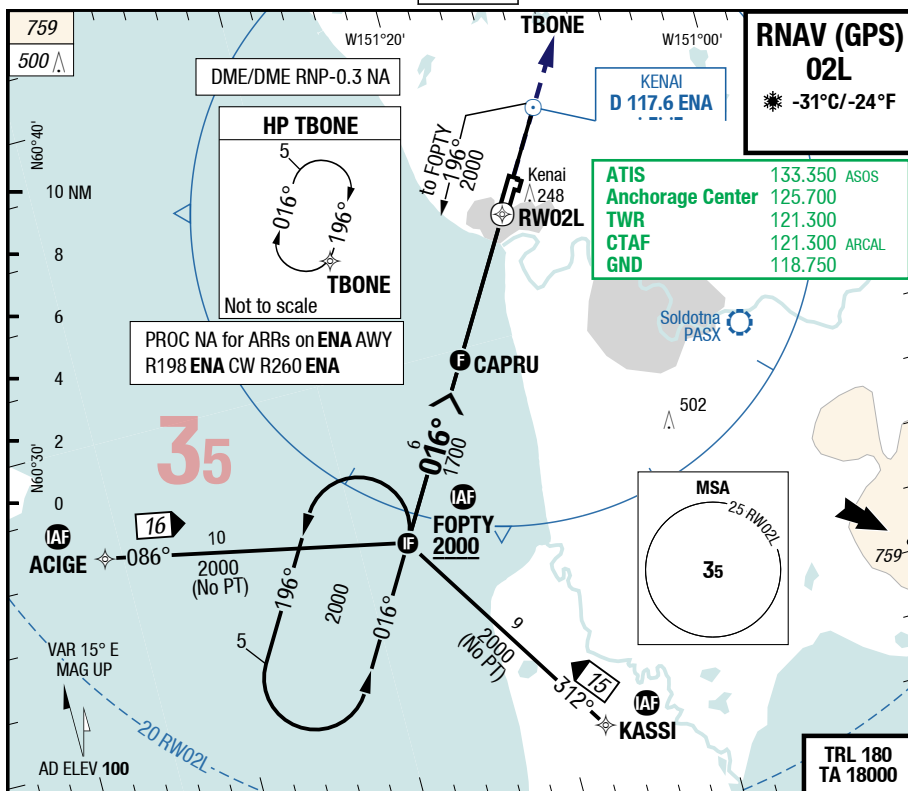 759
500
DME/DME RNP-0.3 NA
W151°20'
TBONE
W151°00'
RNAV (GPS)
02L
-31°C/-24°F
KENAI
D 117.6 ENA
HP TBONE
5
016°
196°
TBONE
Not to scale
N60°40'
to FOPTY
196°
2000
Kenai
248
RW02L
ATIS 133.350 ASOS
Anchorage Center 125.700
TWR 121.300
CTAF 121.300 ARCAL
GND 118.750
10 NM
8
6
4
2
0
PROC NA for ARRs on ENA AWY
R198 ENA CW R260 ENA
Soldotna
PASX
F CAPRU
35
N60°30'
6
016°
1700
502
IAF
FOPTY
2000
IF
MSA
25 RW02L
35
759
IAF
ACIGE
16
086°
10
2000
(No PT)
196°
2000
016°
5
9
2000
(No PT)
15
312°
IAF
KASSI
VAR 15° E
MAG UP
AD ELEV 100
20 RW02L
TRL 180
TA 18000